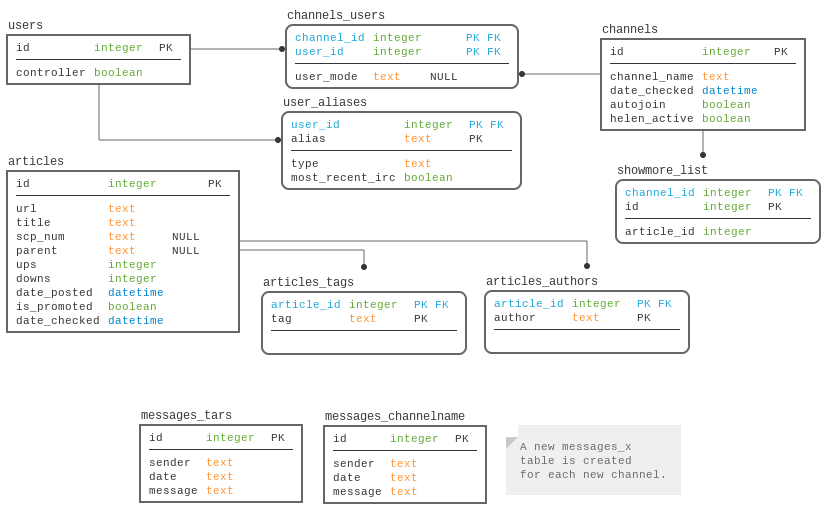 users
id integer PK
controller boolean
channels_users
channel_id integer PK FK
user_id integer PK FK
user_mode text NULL
channels
id integer PK
channel_name text
date_checked datetime
autojoin boolean
helen_active boolean
user_aliases
user_id integer PK FK
alias text PK
type text
most_recent_irc boolean
articles
id integer PK
url text
title text
scp_num text NULL
parent text NULL
ups integer
downs integer
date_posted datetime
is_promoted boolean
date_checked datetime
showmore_list
channel_id integer PK FK
id integer PK
article_id integer
articles_tags
article_id integer PK FK
tag text PK
articles_authors
article_id integer PK FK
author text PK
messages_tars
id integer PK
sender text
date text
message text
messages_channelname
id integer PK
sender text
date text
message text
A new messages_x
table is created
for each new channel.